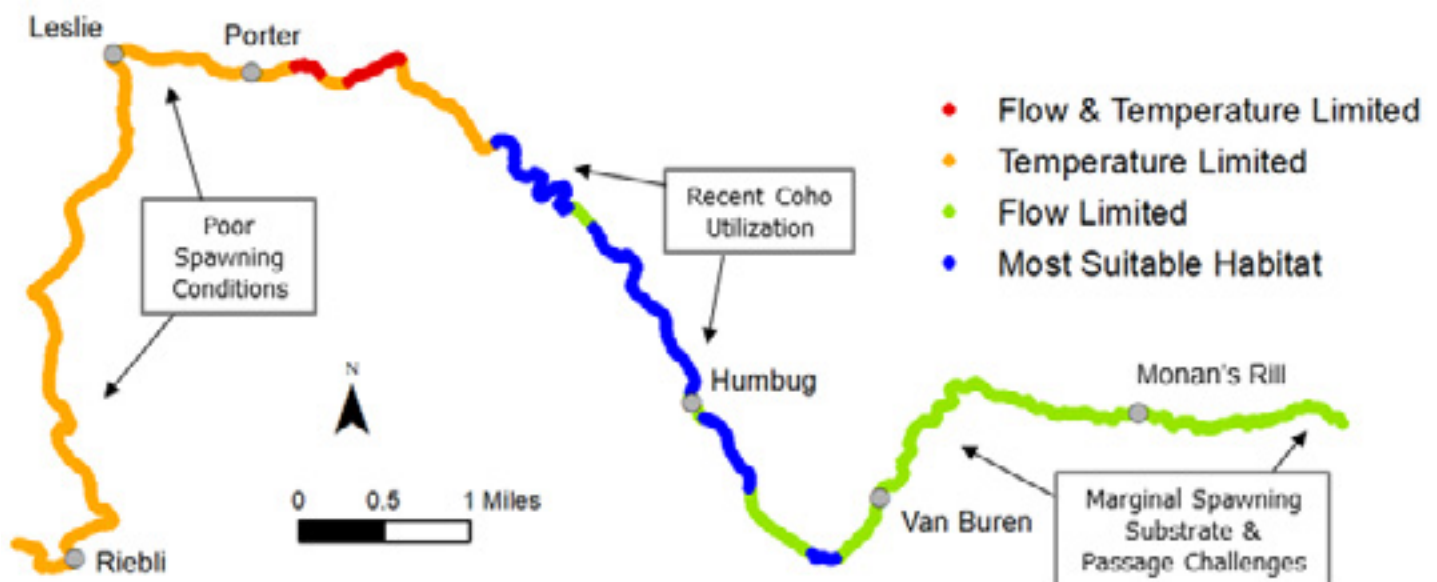 Leslie
Porter
Flow & Temperature Limited
Temperature Limited
Flow Limited
Most Suitable Habitat
Poor
Spawning
Conditions
Recent Coho
Utilization
N
Humbug
Monan's Rill
0 0.5 1 Miles
Van Buren
Marginal Spawning
Substrate &
Passage Challenges
Riebli